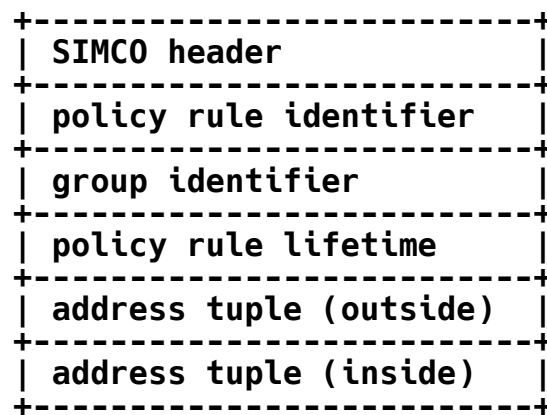 +--------------------------+
| SIMCO header             |
+--------------------------+
| policy rule identifier   |
+--------------------------+
| group identifier         |
+--------------------------+
| policy rule lifetime     |
+--------------------------+
| address tuple (outside)  |
+--------------------------+
| address tuple (inside)   |
+--------------------------+